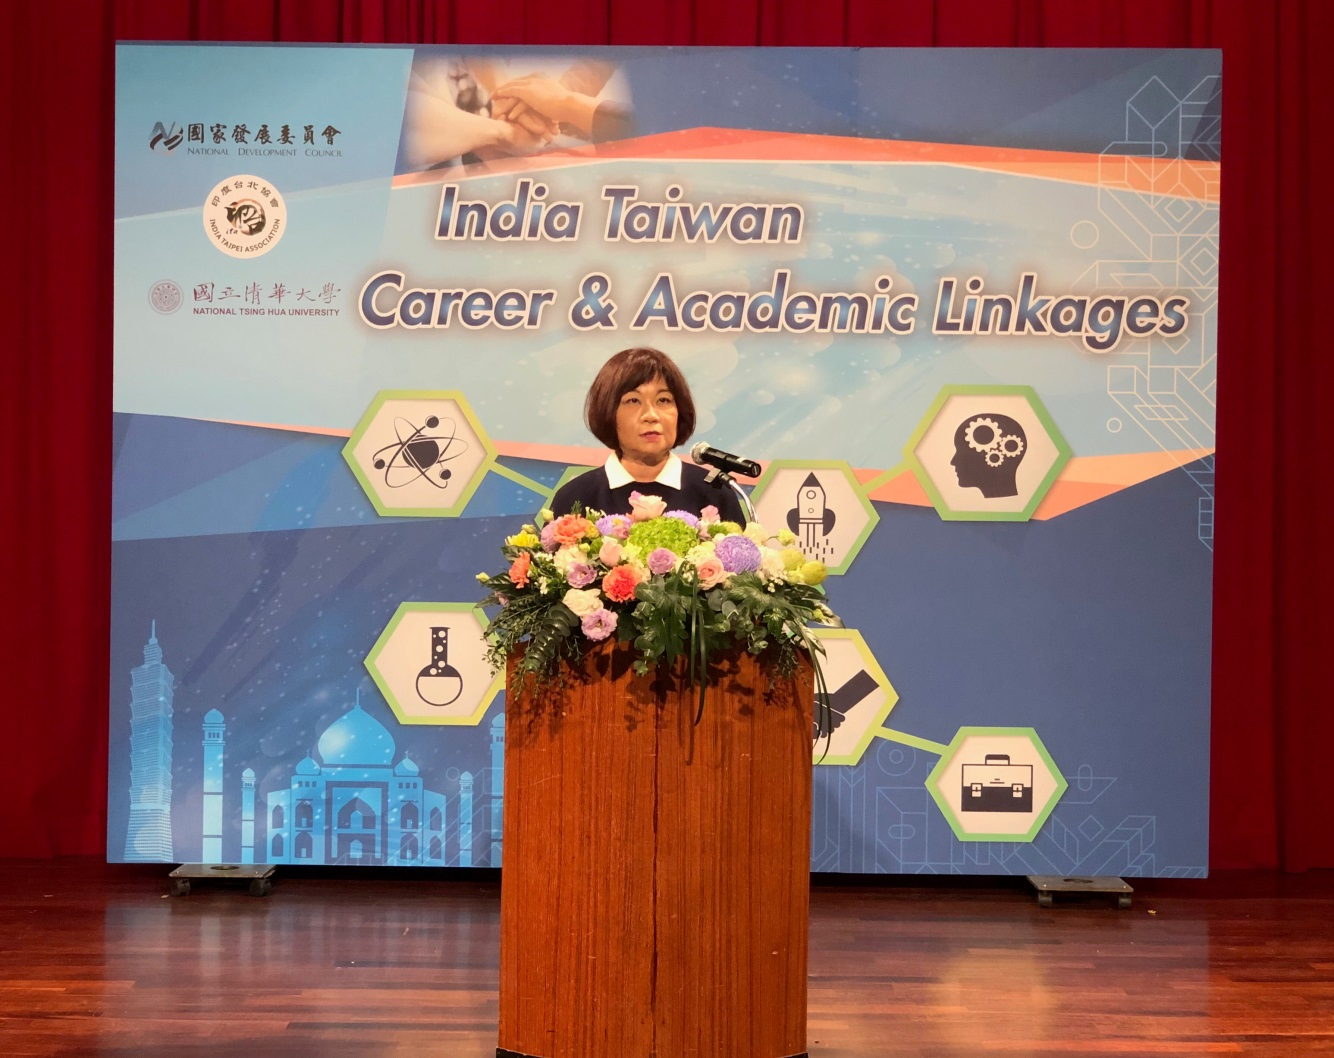 國家發展委員會
NATIONAL DEVELOPMENT COUNCIL
印度台北協會
INDIA TAIPEI ASSOCIATION
國立清華大學
NATIONAL TSING HUA UNIVERSITY
India Taiwan
Career & Academic Linkages